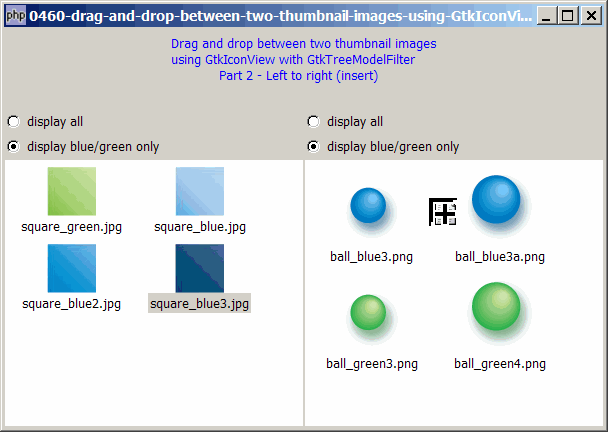 php 0460-drag-and-drop-between-two-thumbnail-images-using-GtkIconVi...
Drag and drop between two thumbnail images
using GtkIconView with GtkTreeModelFilter
Part 2 - Left to right (insert)
display all
display blue/green only
display all
display blue/green only
square_green.jpg square_blue.jpg
square_blue2.jpg square_blue3.jpg
ball_blue3.png ball_blue3a.png
ball_green3.png ball_green4.png